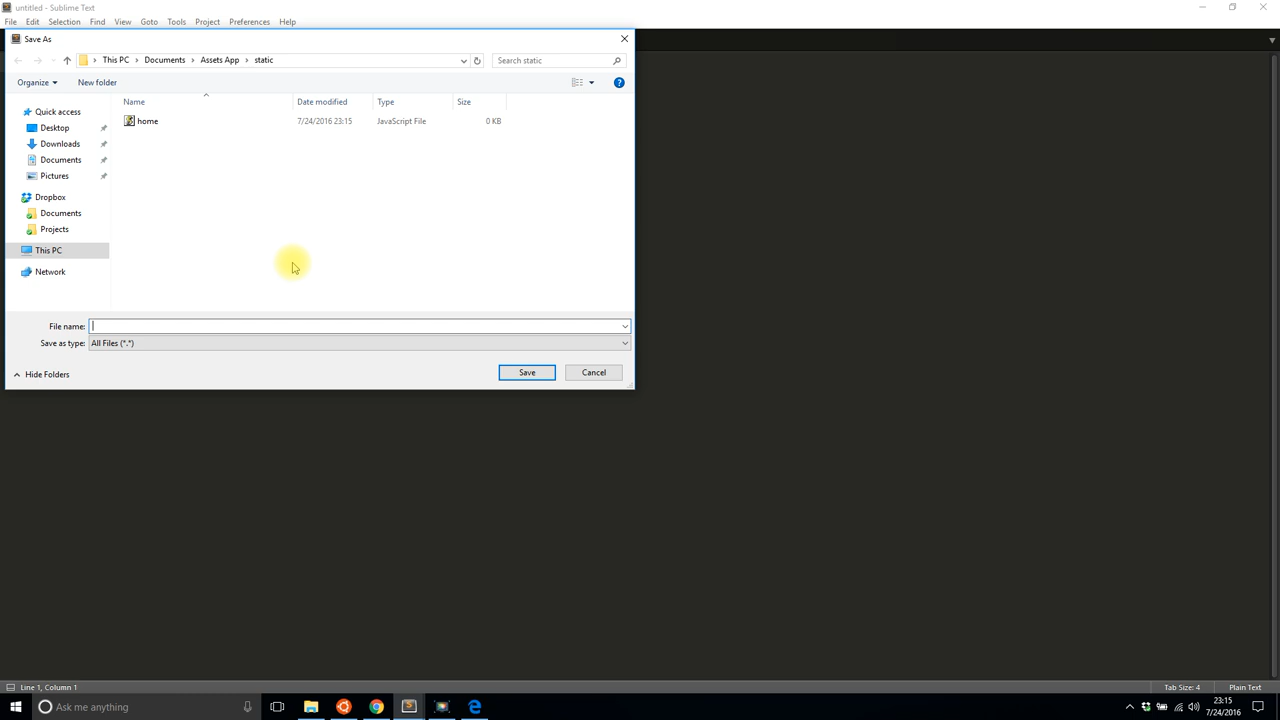 untitled - Sublime Text
File Edit Selection Find View Goto Tools Project Preferences Help
Save As
This PC Documents Assets App static Search static
Organize New folder
Name Date modified Type Size
home 7/24/2016 23:15 JavaScript File 0 KB
Quick access
Desktop
Downloads
Documents
Pictures
Dropbox
Documents
Projects
This PC
Network
File name:
Save as type: All Files (*.*)
Hide Folders Save Cancel
Line 1, Column 1 Tab Size: 4 Plain Text
Ask me anything 23:15
7/24/2016